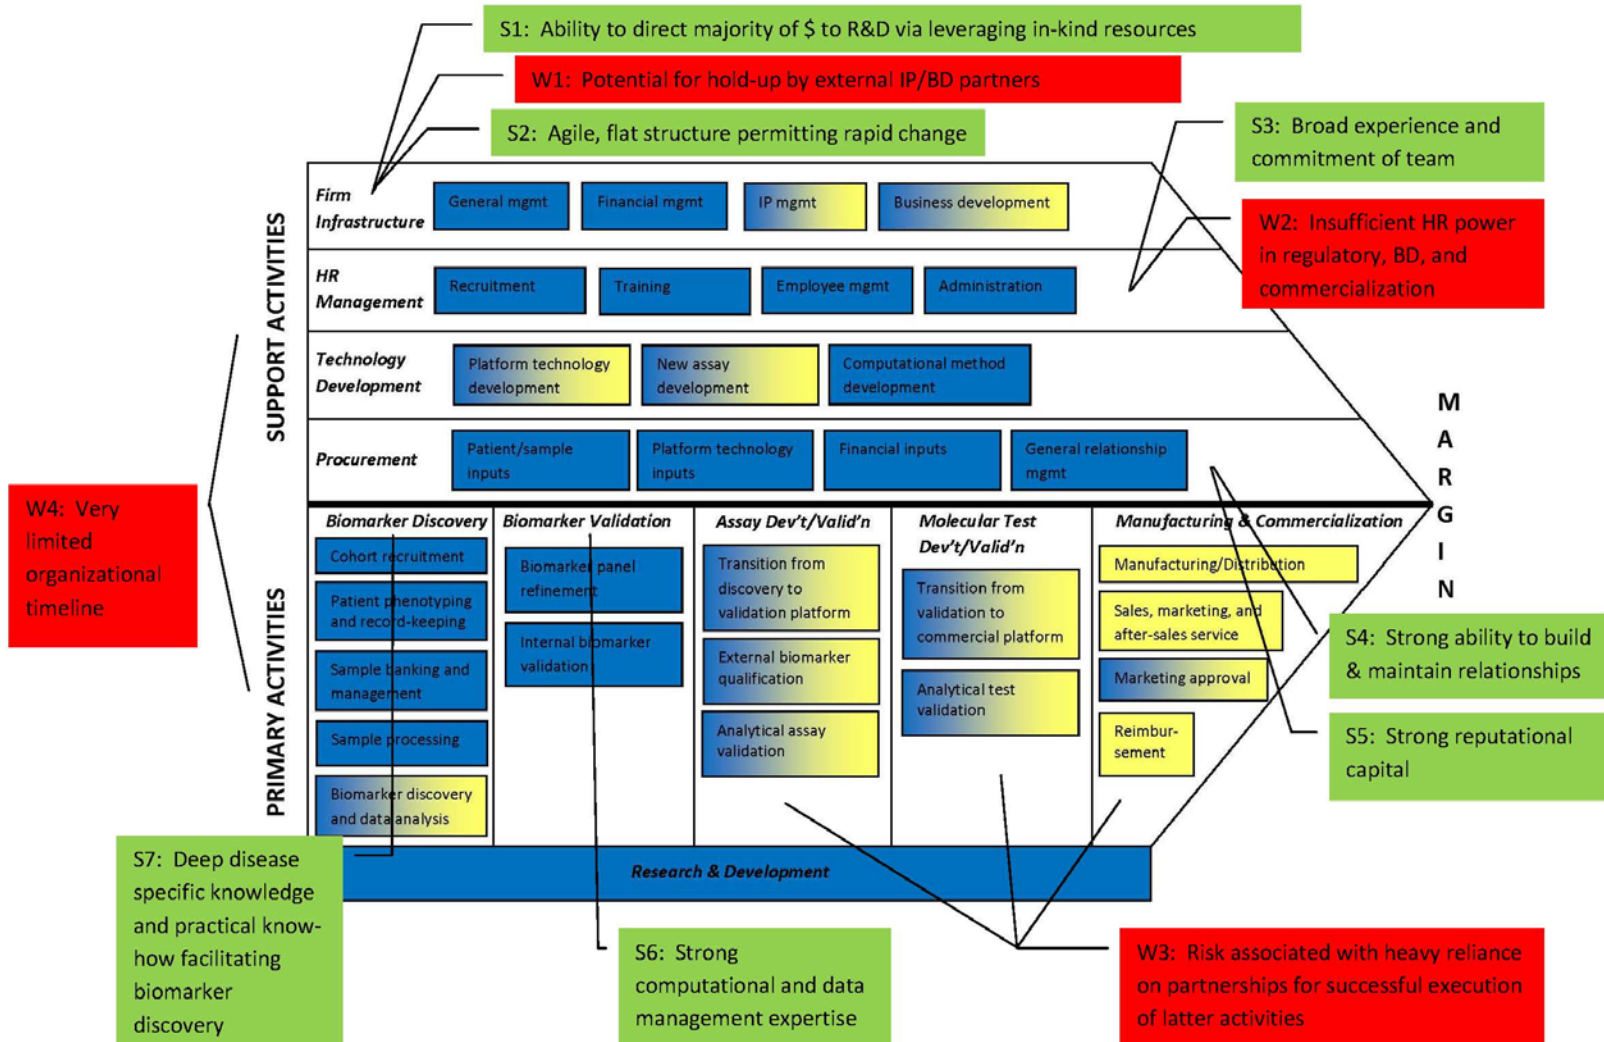 S1: Ability to direct majority of $ to R&D via leveraging in-kind resources
W1: Potential for hold-up by external IP/BD partners
S2: Agile, flat structure permitting rapid change
S3: Broad experience and
commitment of team
W2: Insufficient HR power
in regulatory, BD, and
commercialization
SUPPORT ACTIVITIES
Firm
Infrastructure
General mgmt
Financial mgmt
IP mgmt
Business development
HR
Management
Recruitment
Training
Employee mgmt
Administration
Technology
Development
Platform technology
development
New assay
development
Computational method
development
Procurement
Patient/sample
inputs
Platform technology
inputs
Financial inputs
General relationship
mgmt
MARGIN
W4: Very
limited
organizational
timeline
PRIMARY ACTIVITIES
Biomarker Discovery
Cohort recruitment
Patient phenotyping
and record-keeping
Sample banking and
management
Sample processing
Biomarker discovery
and data analysis
Biomarker Validation
Biomarker panel
refinement
Internal biomarker
validation
Assay Dev't/Valid'n
Transition from
discovery to
validation platform
External biomarker
qualification
Analytical assay
validation
Molecular Test
Dev't/Valid'n
Transition from
validation to
commercial platform
Analytical test
validation
Manufacturing & Commercialization
Manufacturing/Distribution
Sales, marketing, and
after-sales service
Marketing approval
Reimbur-
sement
S4: Strong ability to build
& maintain relationships
S5: Strong reputational
capital
Research & Development
S7: Deep disease
specific knowledge
and practical know-
how facilitating
biomarker
discovery
S6: Strong
computational and data
management expertise
W3: Risk associated with heavy reliance
on partnerships for successful execution
of latter activities